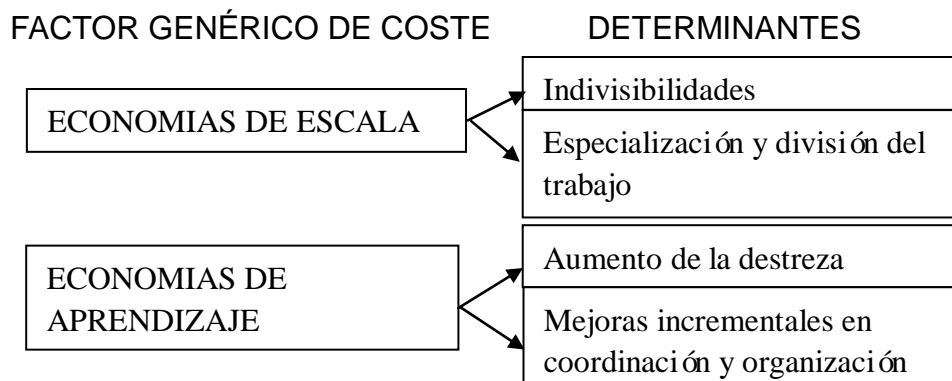 FACTOR GENÉRICO DE COSTE
DETERMINANTES
ECONOMIAS DE ESCALA
Indivisibilidades
Especialización y división del
trabajo
ECONOMIAS DE
APRENDIZAJE
Aumento de la destreza
Mejoras incrementales en
coordinación y organización